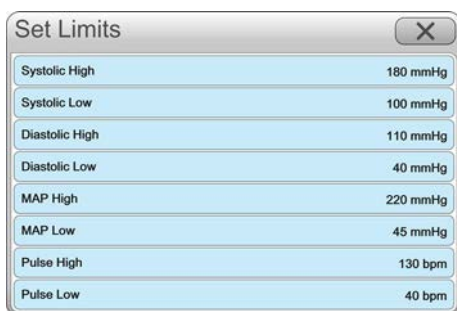 Set Limits
Systolic High 180 mmHg
Systolic Low 100 mmHg
Diastolic High 110 mmHg
Diastolic Low 40 mmHg
MAP High 220 mmHg
MAP Low 45 mmHg
Pulse High 130 bpm
Pulse Low 40 bpm